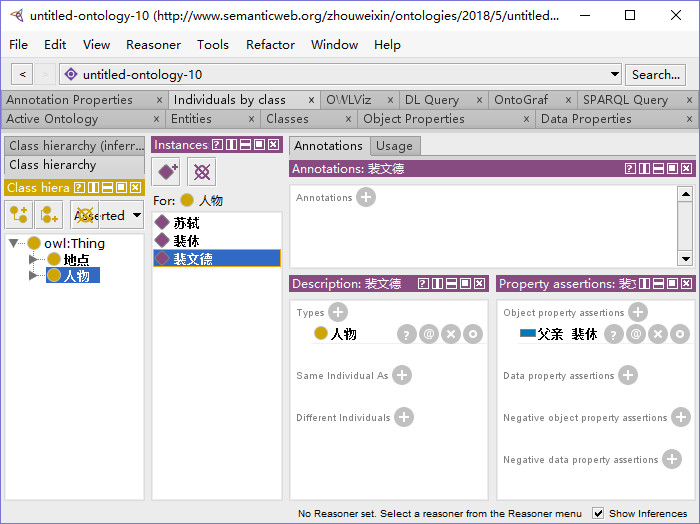 untitled-ontology-10 (http://www.semanticweb.org/zhouweixin/ontologies/2018/5/untitled...
File Edit View Reasoner Tools Refactor Window Help
< > untitled-ontology-10 Search...
Annotation Properties × Individuals by class × OWLViz × DL Query × OntoGraf × SPARQL Query ×
Active Ontology × Entities × Classes × Object Properties × Data Properties ×
Class hierarchy (inferr...
Class hierarchy
Class hiera
Asserted
owl:Thing
地点
人物
Instances
For: 人物
苏轼
裴休
裴文德
Annotations Usage
Annotations: 裴文德
Annotations
Description: 裴文德
Types
人物
Same Individual As
Different Individuals
Property assertions: 裴文
Object property assertions
父亲 裴休
Data property assertions
Negative object property assertions
Negative data property assertions
No Reasoner set. Select a reasoner from the Reasoner menu Show Inferences